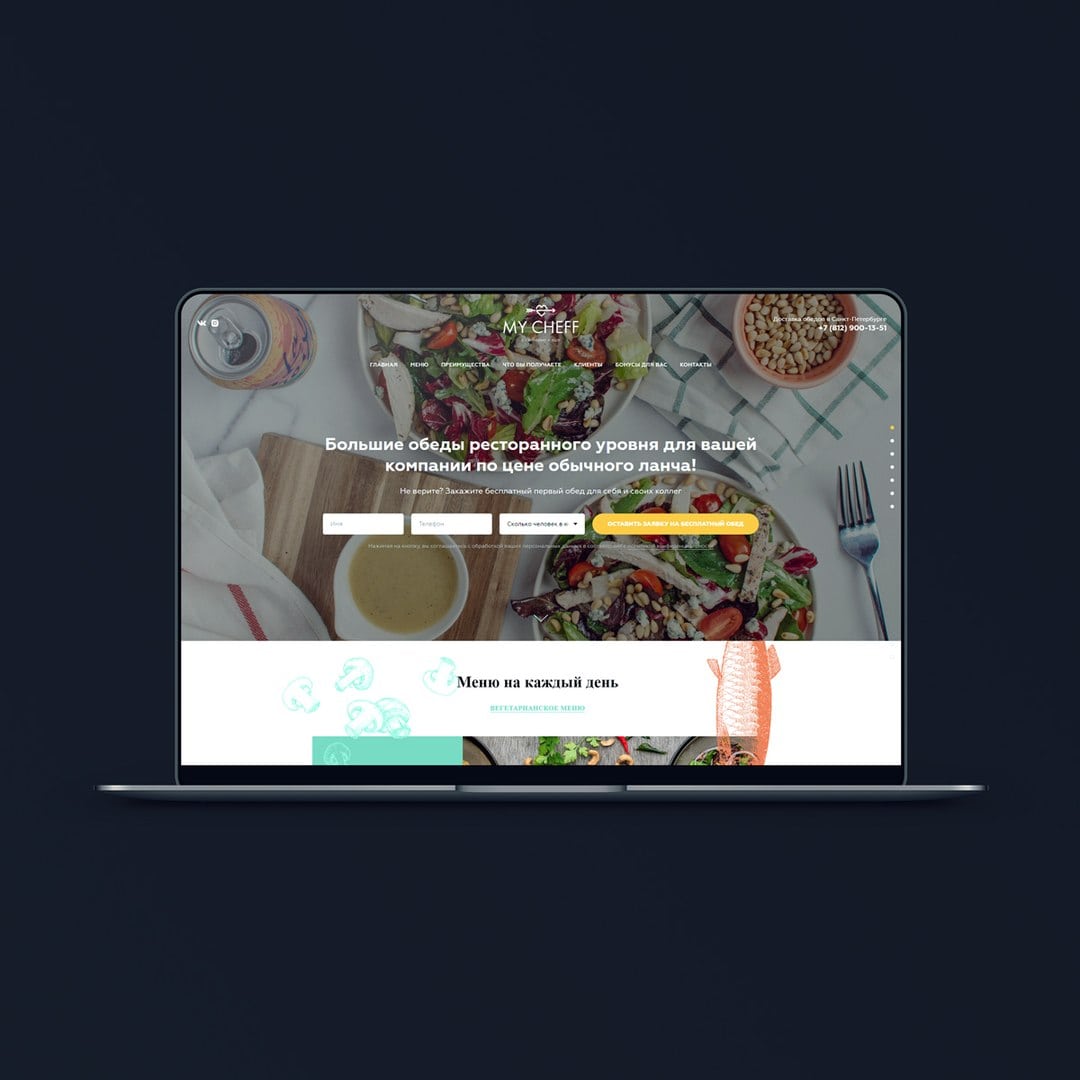 Доставка обедов в Санкт-Петербурге
MY CHEFF
+7 (812) 900-13-51
ГЛАВНАЯ МЕНЮ ПРЕИМУЩЕСТВА ЧТО ВЫ ПОЛУЧАЕТЕ КЛИЕНТЫ БОНУСЫ ДЛЯ ВАС КОНТАКТЫ
Большие обеды ресторанного уровня для вашей
компании по цене обычного ланча!
Не верите? Закажите бесплатный первый обед для себя и своих коллег
Имя Телефон Сколько человек в к ОСТАВИТЬ ЗАЯВКУ НА БЕСПЛАТНЫЙ ОБЕД
Нажимая на кнопку, вы соглашаетесь с обработкой ваших персональных данных в
Меню на каждый день
ВЕГЕТАРИАНСКОЕ МЕНЮ